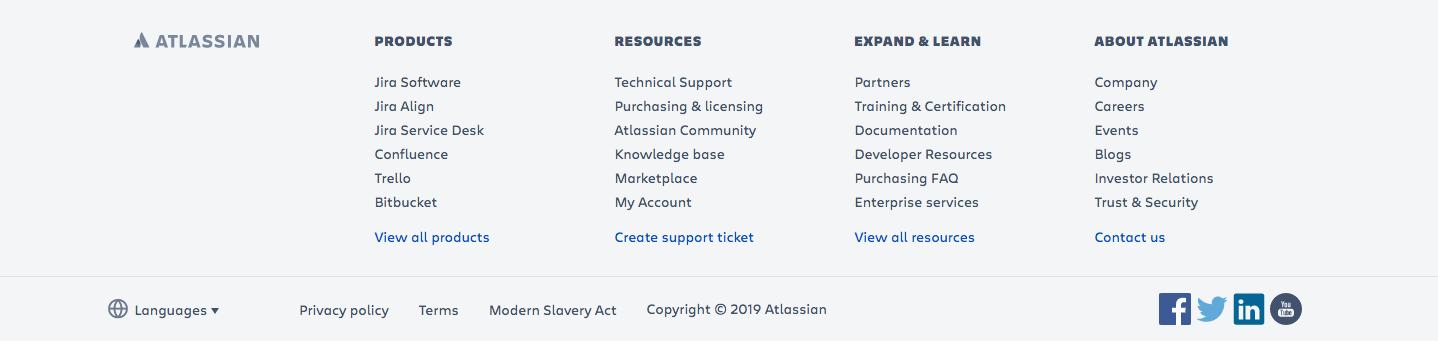 ATLASSIAN
PRODUCTS
Jira Software
Jira Align
Jira Service Desk
Confluence
Trello
Bitbucket
View all products
RESOURCES
Technical Support
Purchasing & licensing
Atlassian Community
Knowledge base
Marketplace
My Account
Create support ticket
EXPAND & LEARN
Partners
Training & Certification
Documentation
Developer Resources
Purchasing FAQ
Enterprise services
View all resources
ABOUT ATLASSIAN
Company
Careers
Events
Blogs
Investor Relations
Trust & Security
Contact us
Languages
Privacy policy
Terms
Modern Slavery Act
Copyright © 2019 Atlassian
f
in
You
Tube